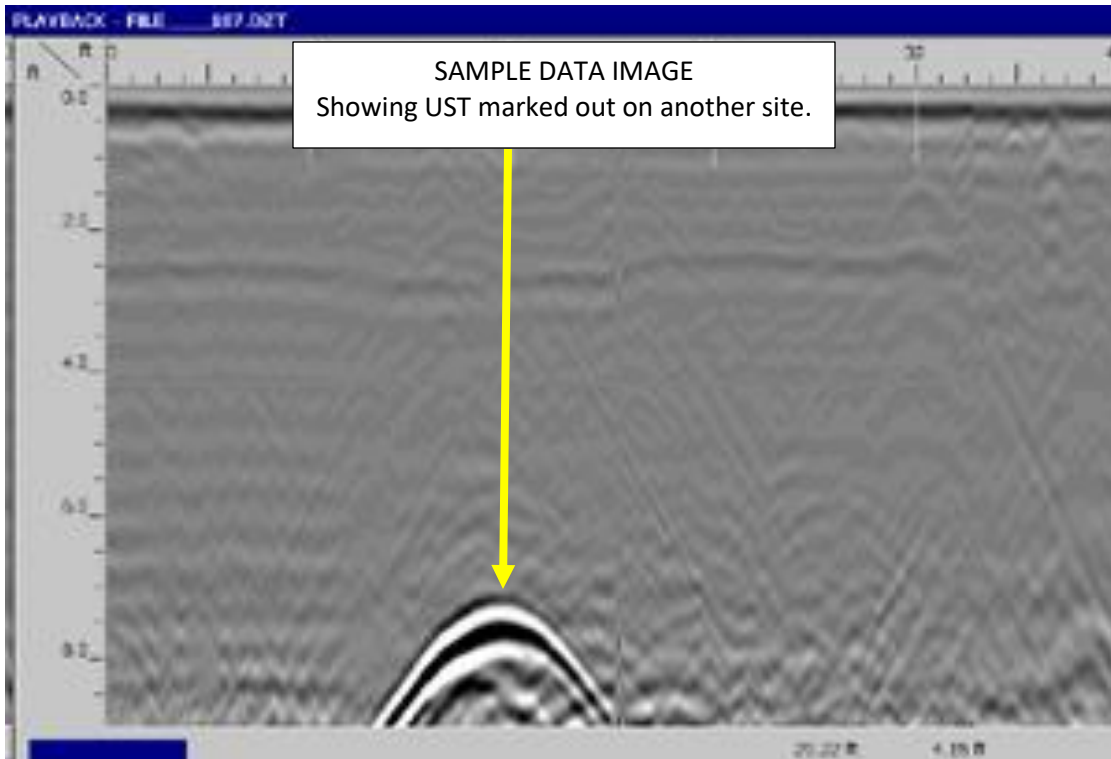 PLAYBACK - FILE
ft 0 30
ft
SAMPLE DATA IMAGE
Showing UST marked out on another site.
0.0
2.0
4.0
6.0
8.0